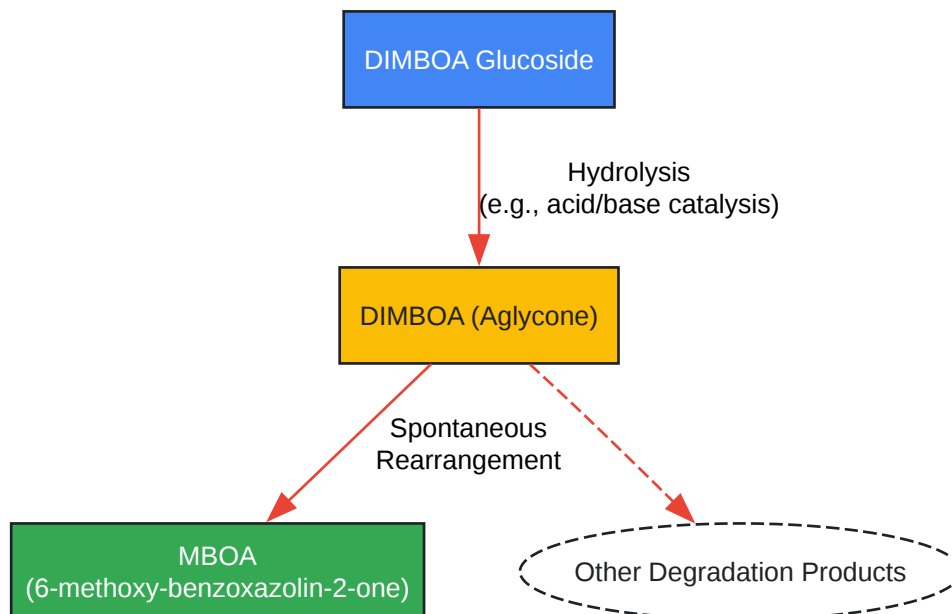 DIMBOA Glucoside
Hydrolysis
(e.g., acid/base catalysis)
DIMBOA (Aglycone)
Spontaneous
Rearrangement
MBOA
(6-methoxy-benzoxazolin-2-one)
Other Degradation Products